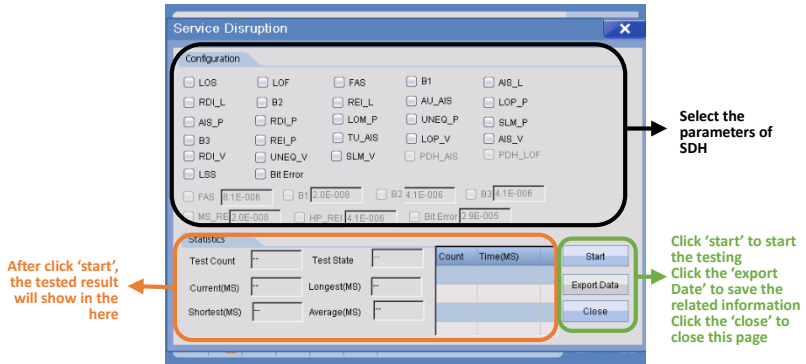 Service Disruption
Configuration
LOS LOF FAS B1 AIS_L
RDI_L B2 REI_L AU_AIS LOP_P
AIS_P RDI_P LOM_P UNEQ_P SLM_P
B3 REI_P TU_AIS LOP_V AIS_V
RDI_V UNEQ_V SLM_V PDH_AIS PDH_LOF
LSS Bit Error
FAS 8.1E-006 B1 2.0E-008 B2 4.1E-006 B3 4.1E-006
MS_REI 2.0E-008 HP_REI 4.1E-006 Bit Error 2.9E-005
Select the
parameters of
SDH
Statistics
Test Count -- Test State -- Count Time(MS)
Current(MS) -- Longest(MS) --
Shortest(MS) -- Average(MS) --
Start
Export Data
Close
After click ‘start’,
the tested result
will show in the
here
Click ‘start’ to start
the testing
Click the ‘export
Date’ to save the
related information
Click the ‘close’ to
close this page